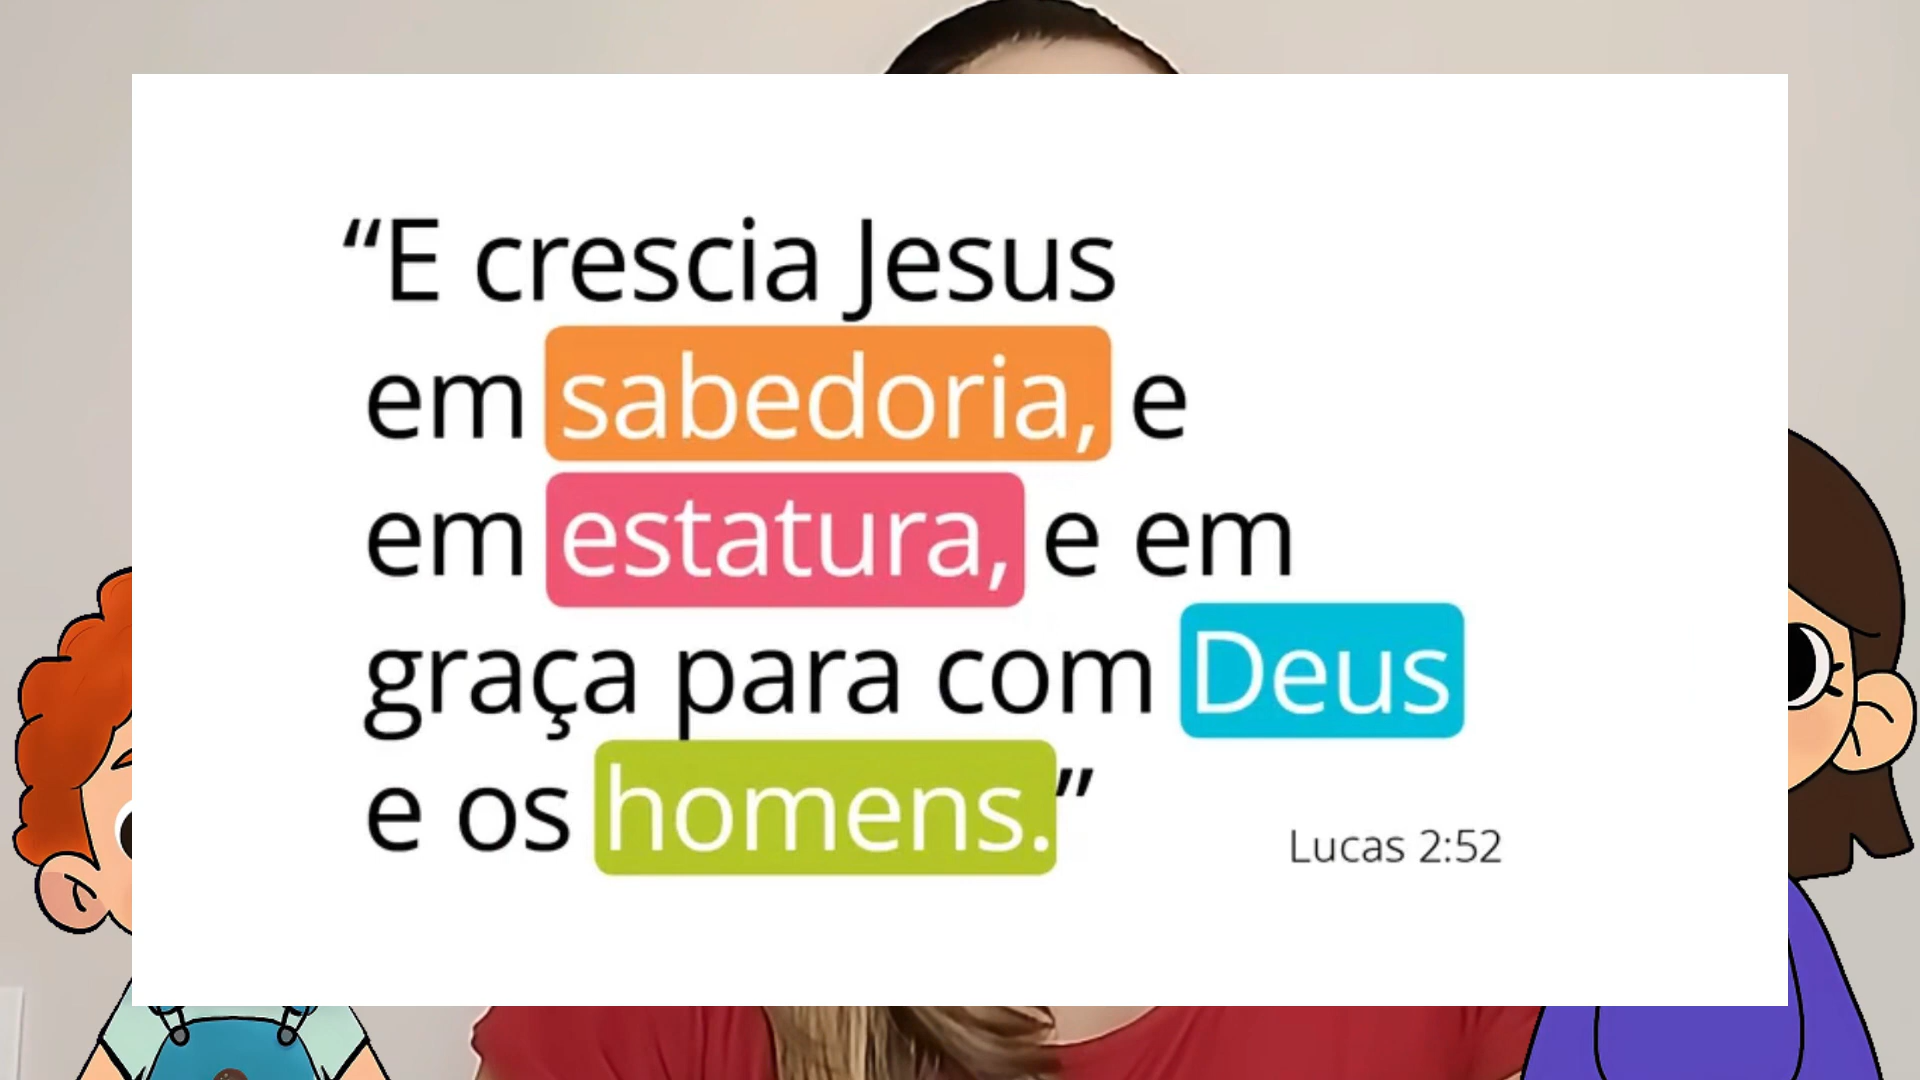 “E crescia Jesus
em sabedoria, e
em estatura, e em
graça para com Deus
e os homens.”
Lucas 2:52